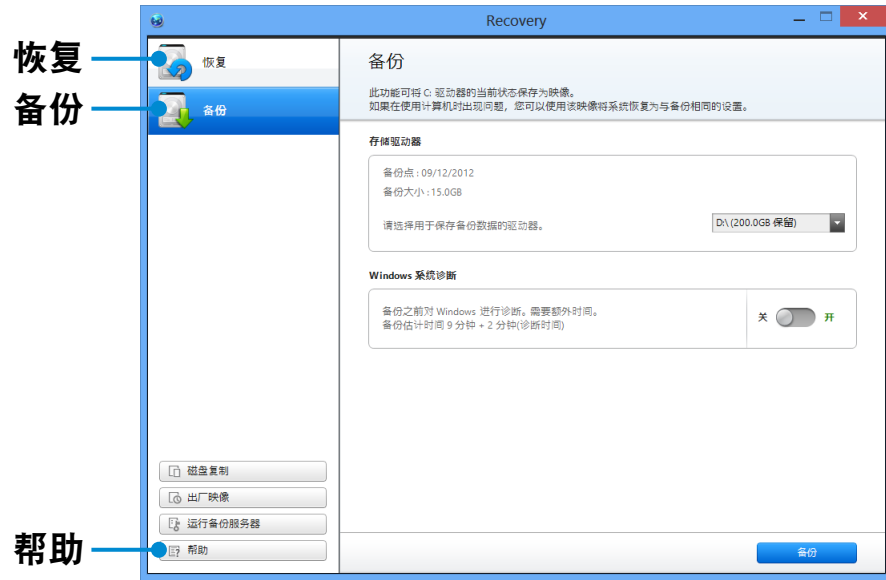 Recovery
恢复
备份
帮助
恢复
备份
磁盘复制
出厂映像
运行备份服务器
帮助
备份
此功能可将 C: 驱动器的当前状态保存为映像。
如果在使用计算机时出现问题，您可以使用该映像将系统恢复为与备份相同的设置。
存储驱动器
备份点 : 09/12/2012
备份大小 : 15.0GB
请选择用于保存备份数据的驱动器。
D:\ (200.0GB 保留)
Windows 系统诊断
备份之前对 Windows 进行诊断。需要额外时间。
备份估计时间 9 分钟 + 2 分钟(诊断时间)
关 开
备份